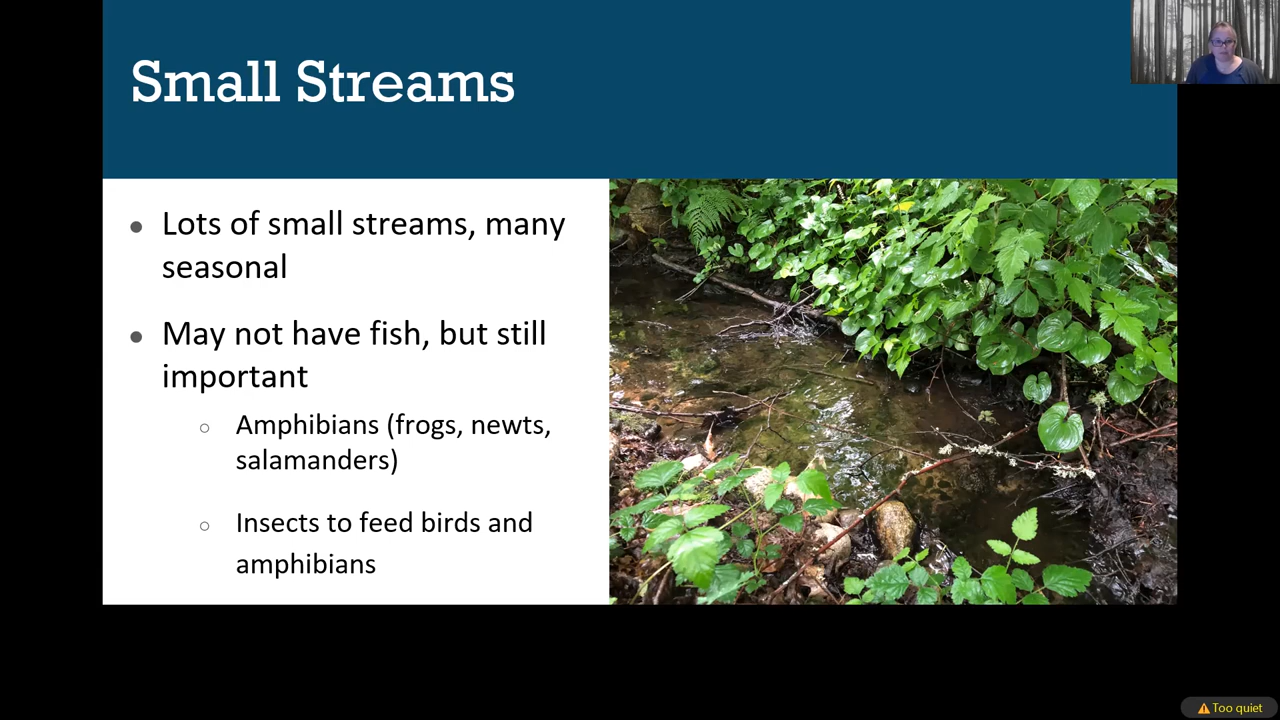 Small Streams
● Lots of small streams, many
seasonal
● May not have fish, but still
important
○ Amphibians (frogs, newts,
salamanders)
○ Insects to feed birds and
amphibians
Too quiet